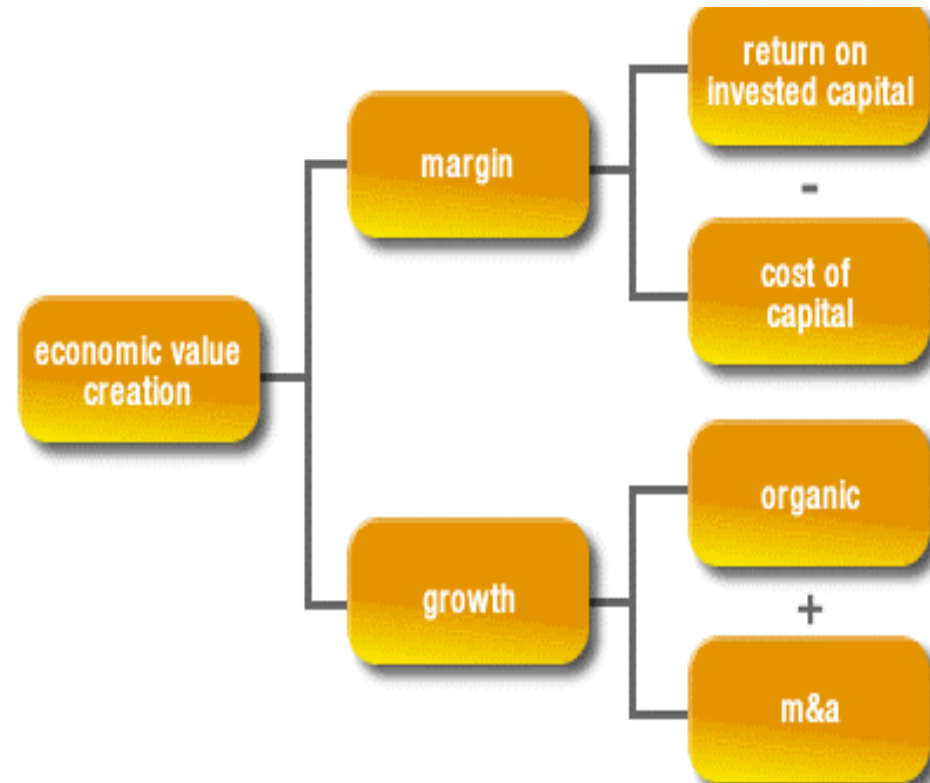 return on
invested capital
margin
-
cost of
capital
economic value
creation
organic
growth
+
m&a